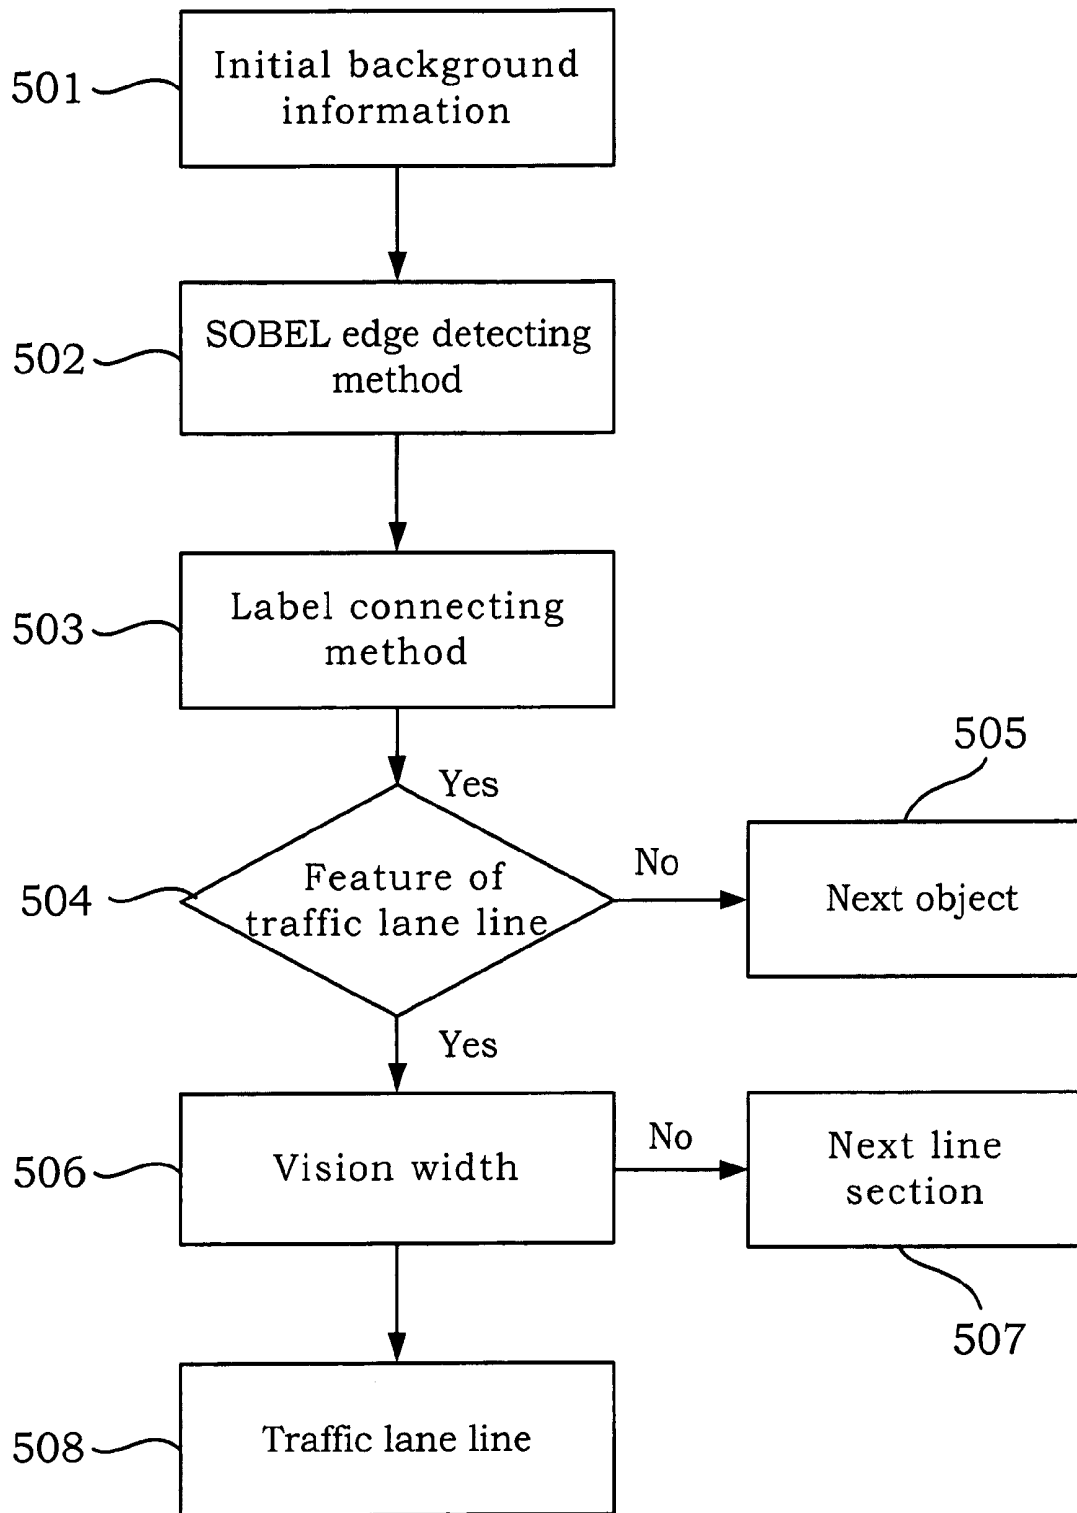 501
Initial background
information
502
SOBEL edge detecting
method
503
Label connecting
method
Yes
504
Feature of
traffic lane line
No
505
Next object
Yes
506
Vision width
No
Next line
section
507
508
Traffic lane line